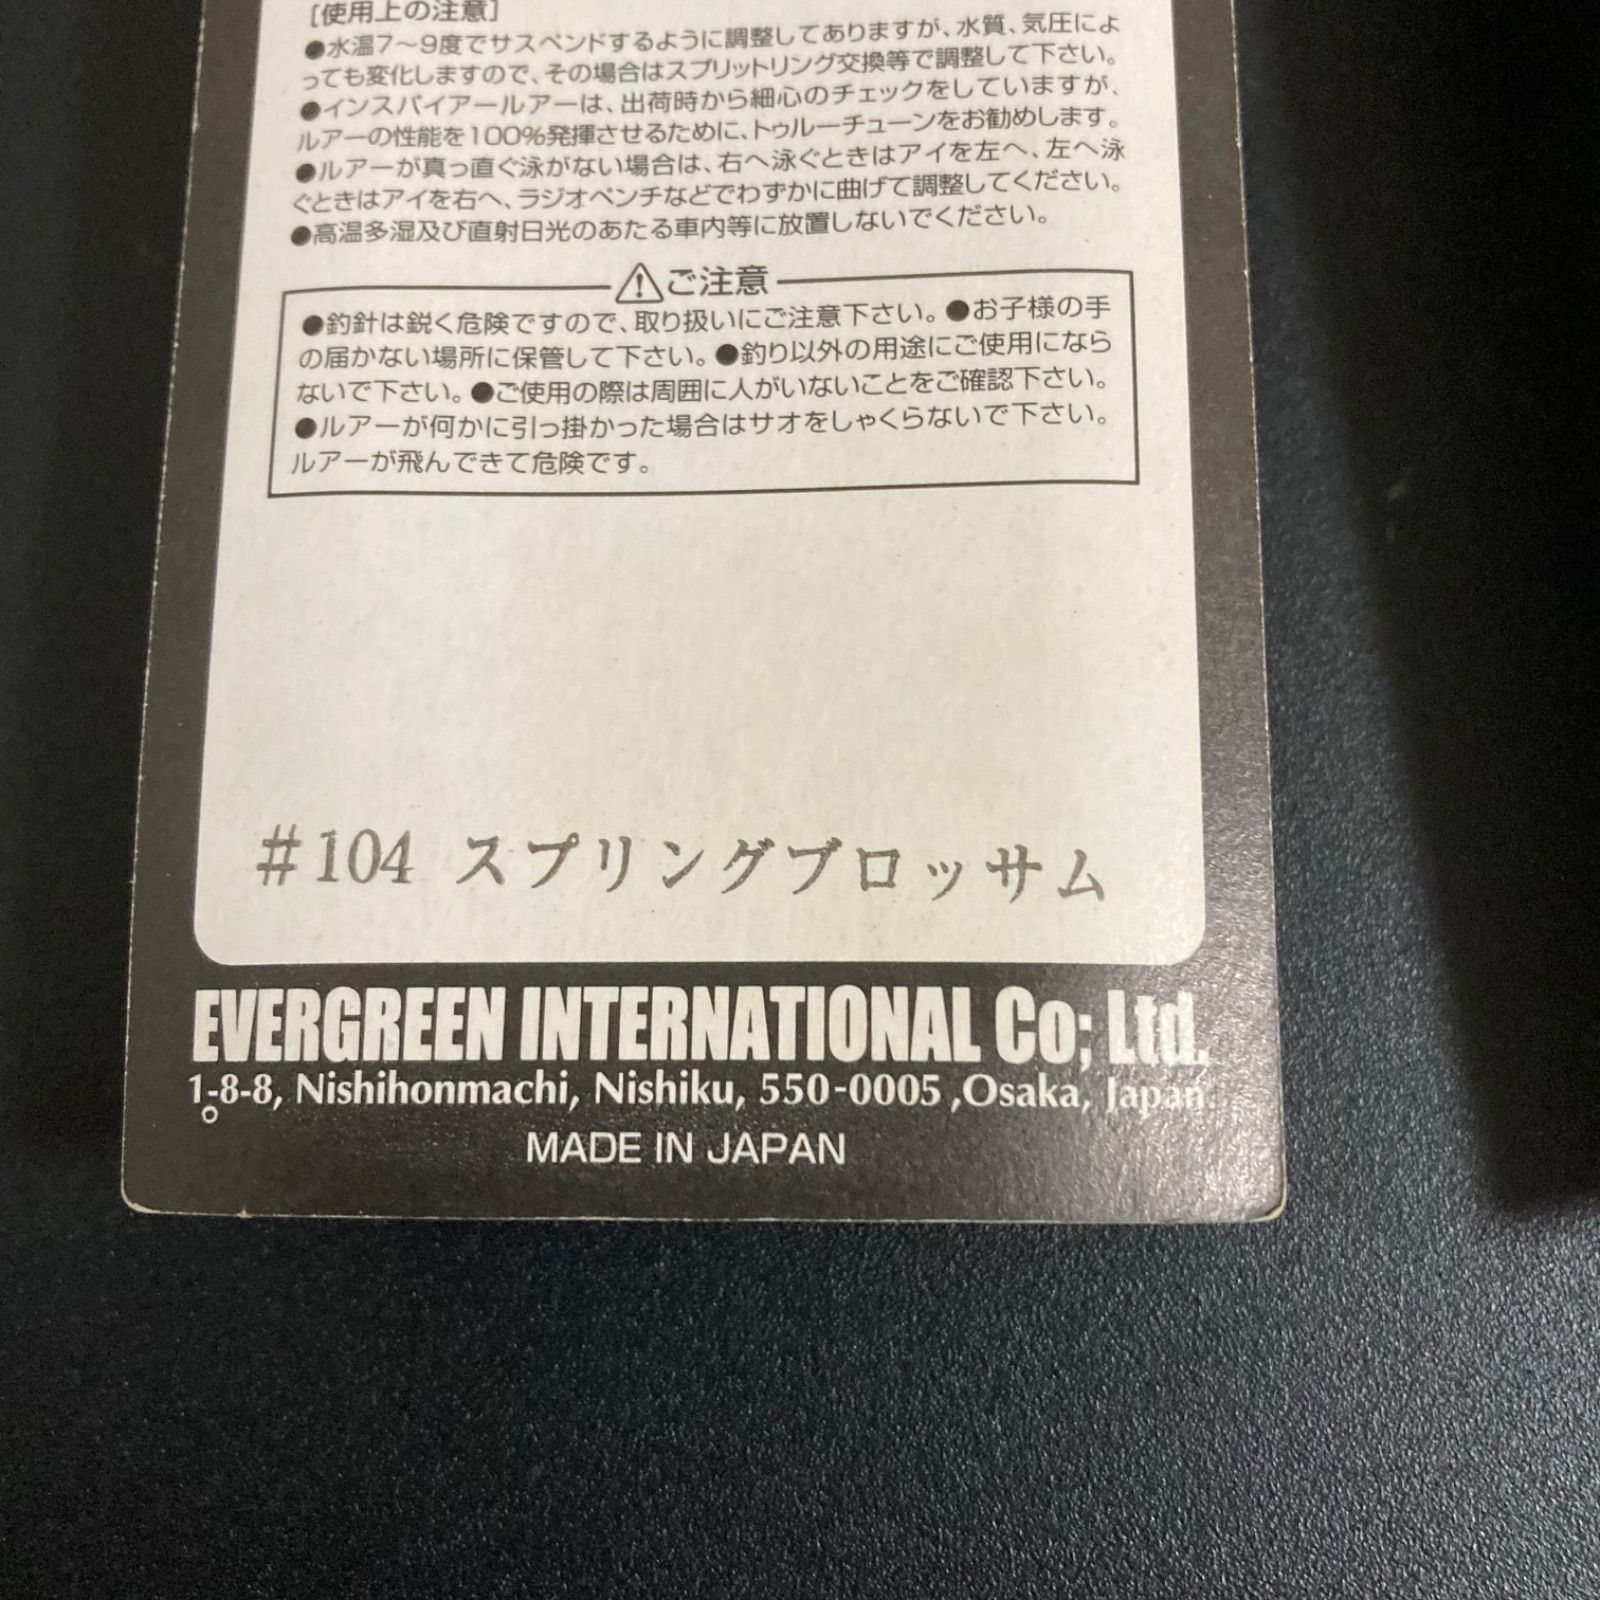 [使用上の注意]
●水温7〜9度でサスペンドするように調整してありますが、水質、気圧によ
っても変化しますので、その場合はスプリットリング交換等で調整して下さい。
●インスパイアールアーは、出荷時から細心のチェックをしていますが、
ルアーの性能を100%発揮させるために、トゥルーチューンをお勧めします。
●ルアーが真っ直ぐ泳がない場合は、右へ泳ぐときはアイを左へ、左へ泳
ぐときはアイを右へ、ラジオペンチなどでわずかに曲げて調整してください。
●高温多湿及び直射日光のあたる車内等に放置しないでください。
⚠ご注意
●釣針は鋭く危険ですので、取り扱いにご注意下さい。●お子様の手
の届かない場所に保管して下さい。●釣り以外の用途にご使用になら
ないで下さい。●ご使用の際は周囲に人がいないことをご確認下さい。
●ルアーが何かに引っ掛かった場合はサオをしゃくらないで下さい。
ルアーが飛んできて危険です。
#104 スプリングブロッサム
EVERGREEN INTERNATIONAL Co; Ltd.
1-8-8, Nishihonmachi, Nishiku, 550-0005 ,Osaka, Japan.
MADE IN JAPAN